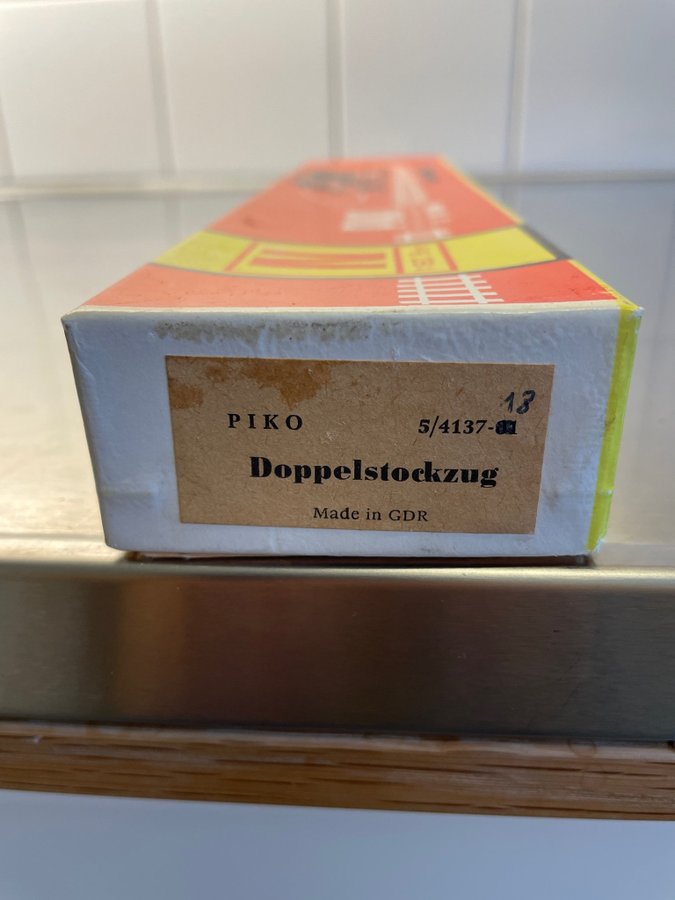 N
18
PIKO 5/4137-
Doppelstockzug
Made in GDR